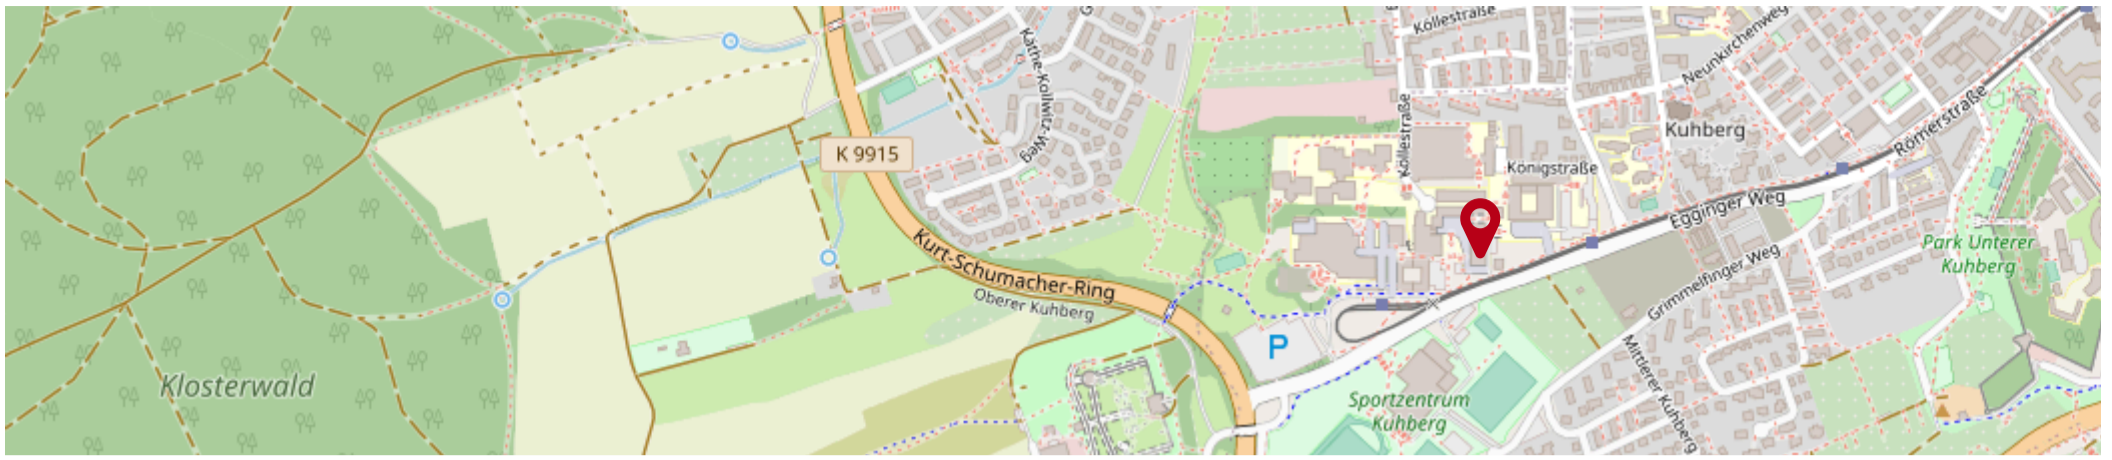 Köllestraße
Neunkirchenweg
Käthe-Kollwitz-Weg
Köllestraße
Kuhberg
Römerstraße
K 9915
Königstraße
Egginger Weg
Kurt-Schumacher-Ring
Oberer Kuhberg
Park Unterer
Kuhberg
Grimmelfinger Weg
P
Mittlerer Kuhberg
Klosterwald
Sportzentrum
Kuhberg